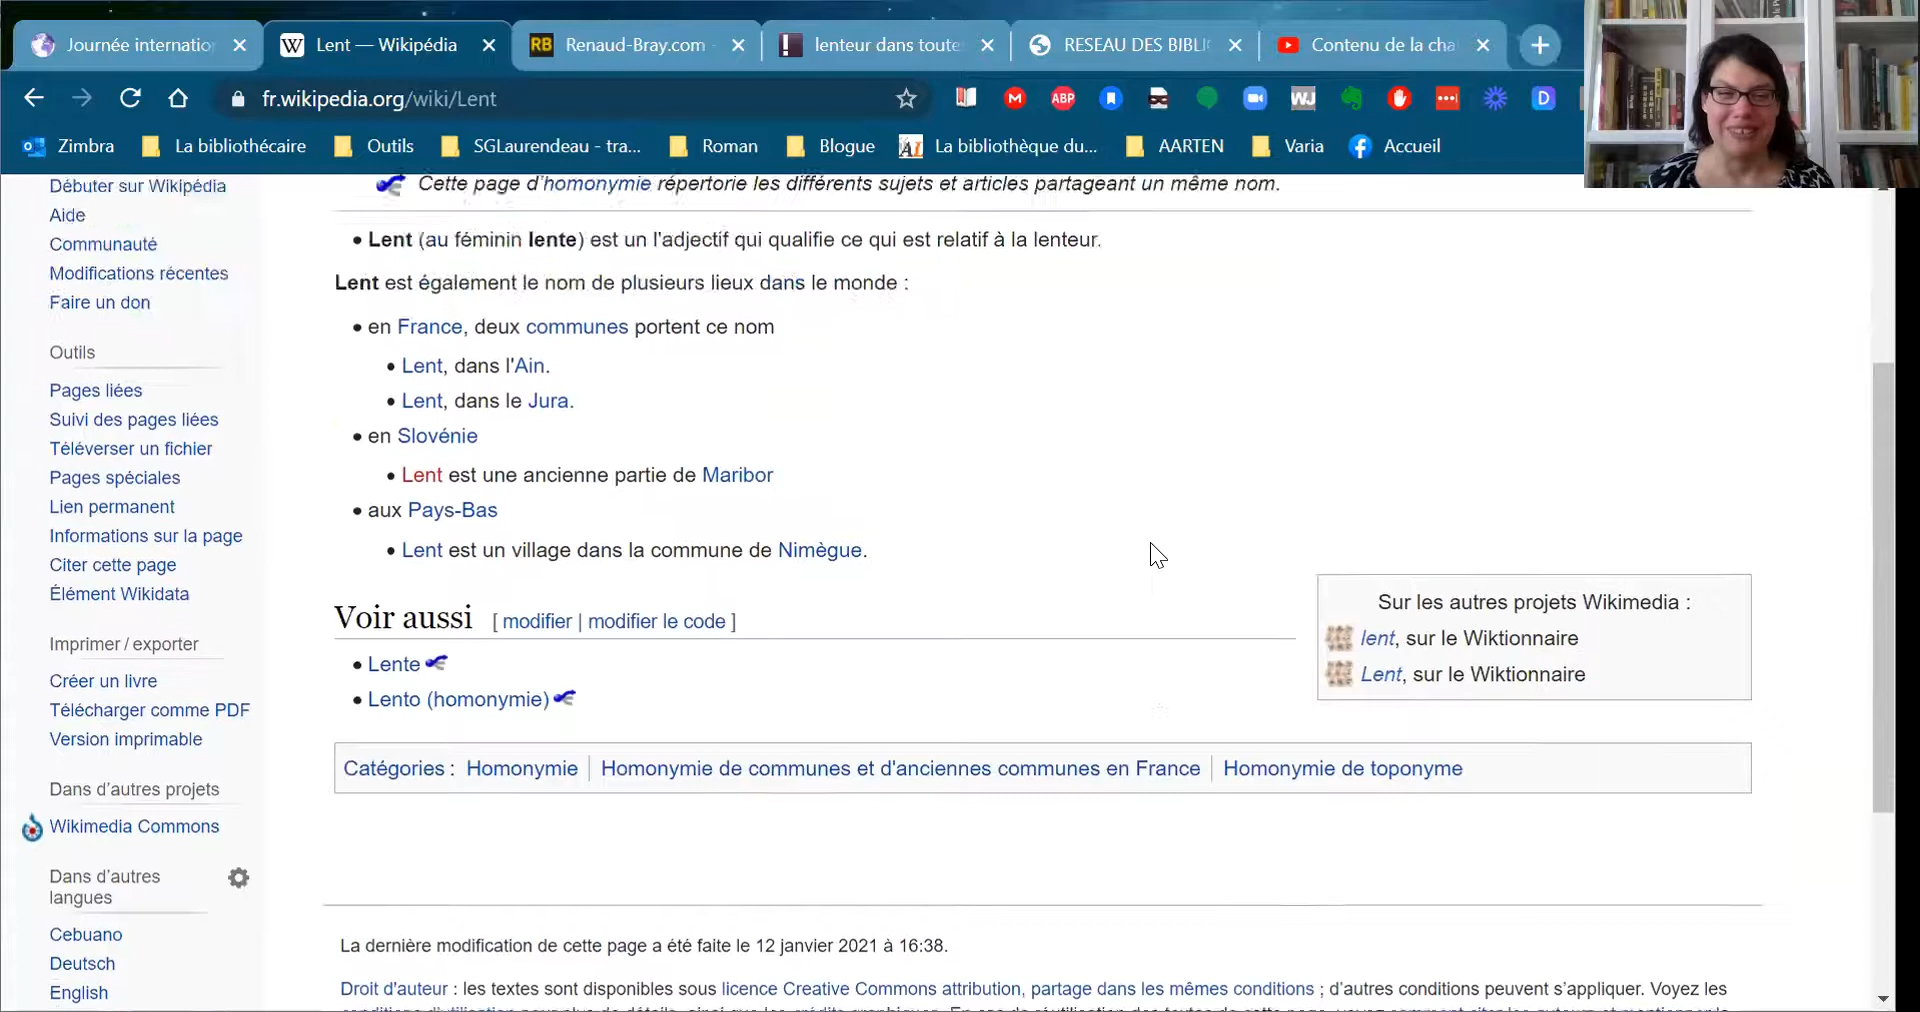 Journée internatio
Lent — Wikipédia
RB Renaud-Bray.com -
lenteur dans toute
RESEAU DES BIBLI
Contenu de la cha
fr.wikipedia.org/wiki/Lent
ABP
WJ
D
Zimbra
La bibliothécaire
Outils
SGLaurendeau - tra...
Roman
Blogue
La bibliothèque du...
AARTEN
Varia
Accueil
Débuter sur Wikipédia
Aide
Communauté
Modifications récentes
Faire un don
Outils
Pages liées
Suivi des pages liées
Téléverser un fichier
Pages spéciales
Lien permanent
Informations sur la page
Citer cette page
Élément Wikidata
Imprimer / exporter
Créer un livre
Télécharger comme PDF
Version imprimable
Dans d'autres projets
Wikimedia Commons
Dans d'autres
langues
Cebuano
Deutsch
English
Cette page d'homonymie répertorie les différents sujets et articles partageant un même nom.
• Lent (au féminin lente) est un l'adjectif qui qualifie ce qui est relatif à la lenteur.
Lent est également le nom de plusieurs lieux dans le monde :
• en France, deux communes portent ce nom
• Lent, dans l'Ain.
• Lent, dans le Jura.
• en Slovénie
• Lent est une ancienne partie de Maribor
• aux Pays-Bas
• Lent est un village dans la commune de Nimègue.
Voir aussi [ modifier | modifier le code ]
• Lente
• Lento (homonymie)
Sur les autres projets Wikimedia :
lent, sur le Wiktionnaire
Lent, sur le Wiktionnaire
Catégories : Homonymie | Homonymie de communes et d'anciennes communes en France | Homonymie de toponyme
La dernière modification de cette page a été faite le 12 janvier 2021 à 16:38.
Droit d'auteur : les textes sont disponibles sous licence Creative Commons attribution, partage dans les mêmes conditions ; d'autres conditions peuvent s'appliquer. Voyez les